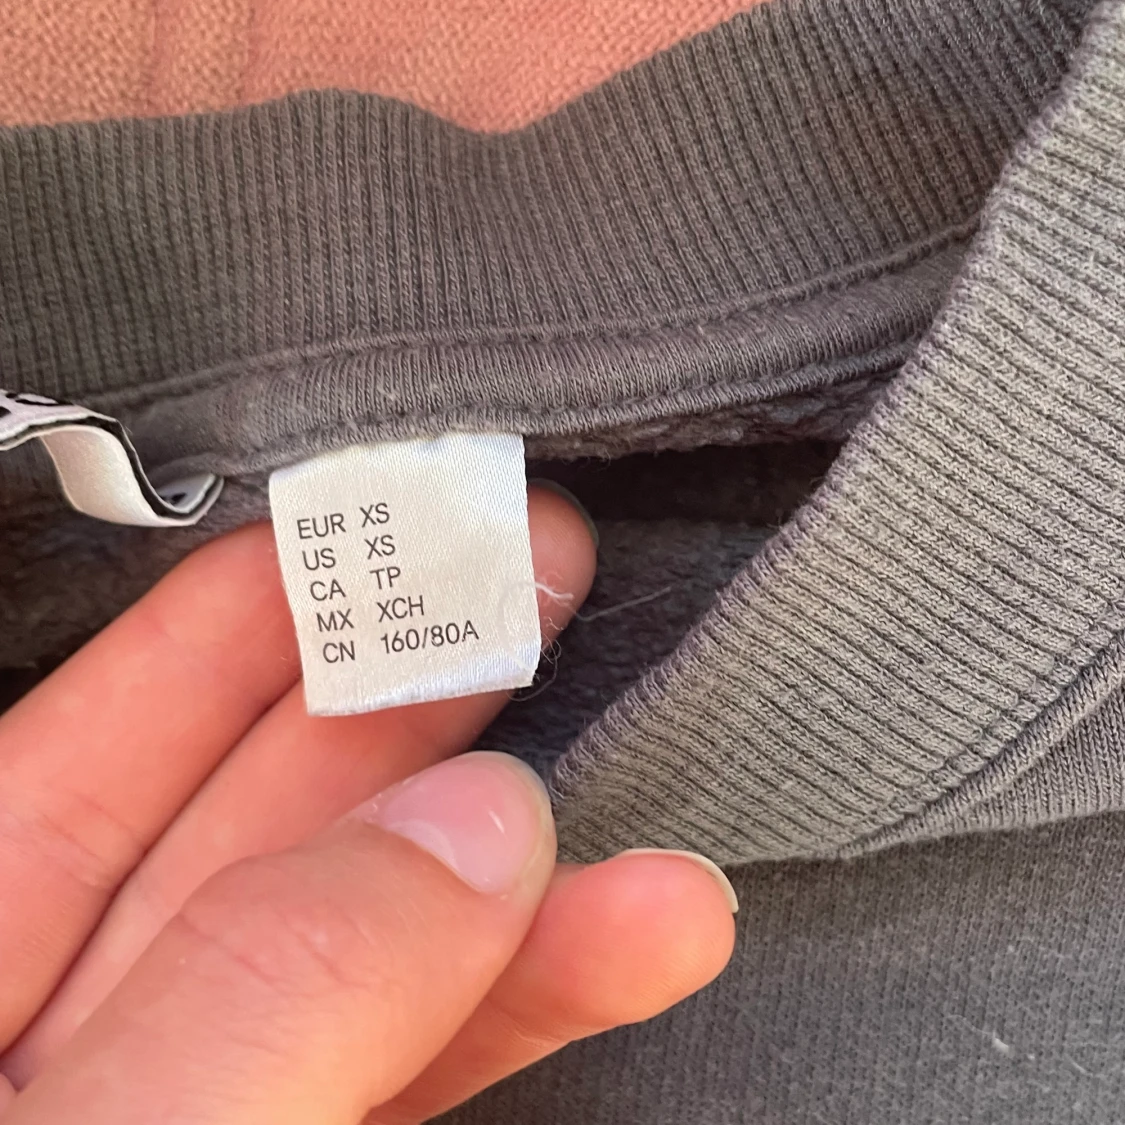 EUR XS
US XS
CA TP
MX XCH
CN 160/80A